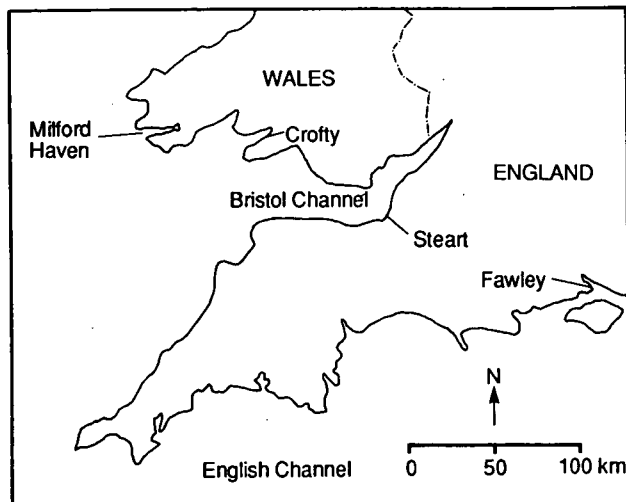 WALES
Milford
Haven
Crofty
ENGLAND
Bristol Channel
Steart
Fawley
N
English Channel
0 50 100 km